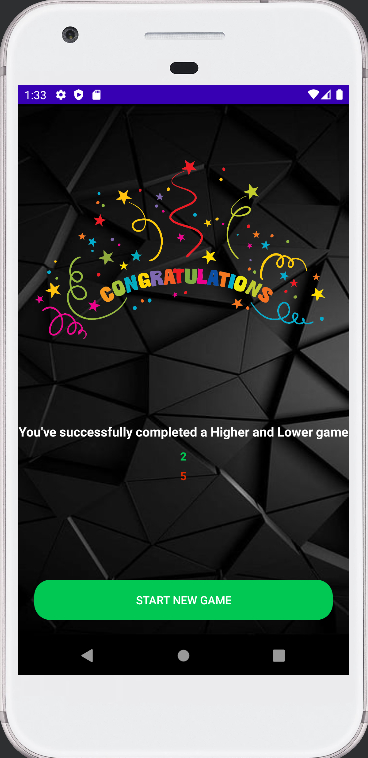 1:33
CONGRATULATIONS
You've successfully completed a Higher and Lower game
2
5
START NEW GAME